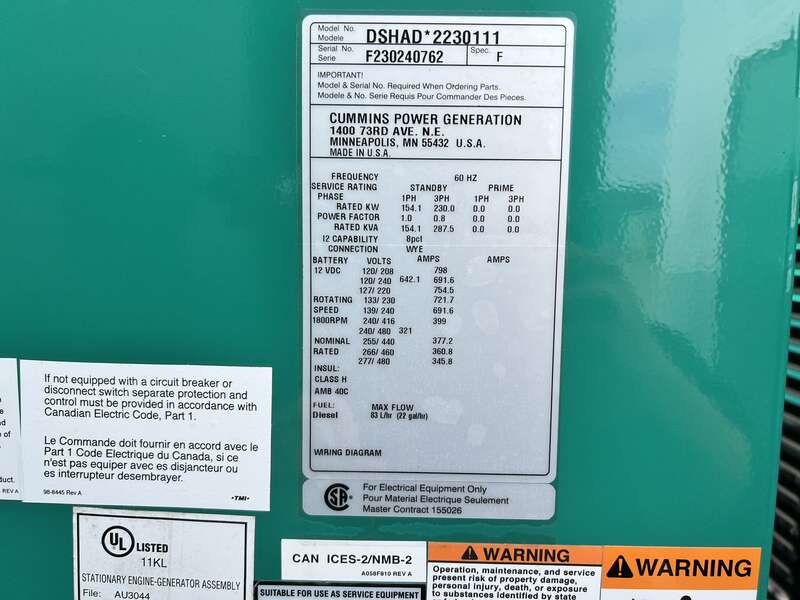 Model No.
Modele DSHAD*2230111
Serial No. Spec.
Serie F230240762 F
IMPORTANT!
Model & Serial No. Required When Ordering Parts.
Modele & No. Serie Requis Pour Commander Des Pieces.
CUMMINS POWER GENERATION
1400 73RD AVE. N.E.
MINNEAPOLIS, MN 55432 U.S.A.
MADE IN U.S.A.
FREQUENCY 60 HZ
SERVICE RATING STANDBY PRIME
PHASE 1PH 3PH 1PH 3PH
RATED KW 154.1 230.0 0.0 0.0
POWER FACTOR 1.0 0.8 0.0 0.0
RATED KVA 154.1 287.5 0.0 0.0
I2 CAPABILITY 8pcl
CONNECTION WYE
BATTERY VOLTS AMPS AMPS
12 VDC 120/ 208 798
120/ 240 642.1 691.6
127/ 220 754.5
ROTATING 133/ 230 721.7
SPEED 139/ 240 691.6
1800RPM 240/ 416 399
240/ 480 321
NOMINAL 255/ 440 377.2
RATED 266/ 460 360.8
277/ 480 345.8
INSUL:
CLASS H
AMB 40C
FUEL: MAX FLOW
Diesel 83 L/hr (22 gal/hr)
WIRING DIAGRAM
SA
For Electrical Equipment Only
Pour Material Electrique Seulement
Master Contract 155026
If not equipped with a circuit breaker or
disconnect switch separate protection and
control must be provided in accordance with
Canadian Electric Code, Part 1.
Le Commande doit fournir en accord avec le
Part 1 Code Electrique du Canada, si ce
n'est pas equiper avec es disjancteur ou
es interrupteur desembrayer.
98-8445 Rev A -TMI-
of
duct.
REV A
UL LISTED
11KL
STATIONARY ENGINE-GENERATOR ASSEMBLY
File: AU3044
CAN ICES-2/NMB-2
A058F910 REV A
SUITABLE FOR USE AS SERVICE EQUIPMENT
WARNING
Operation, maintenance, and service
present risk of property damage,
personal injury, death, or exposure
to substances identified by state
WARNING